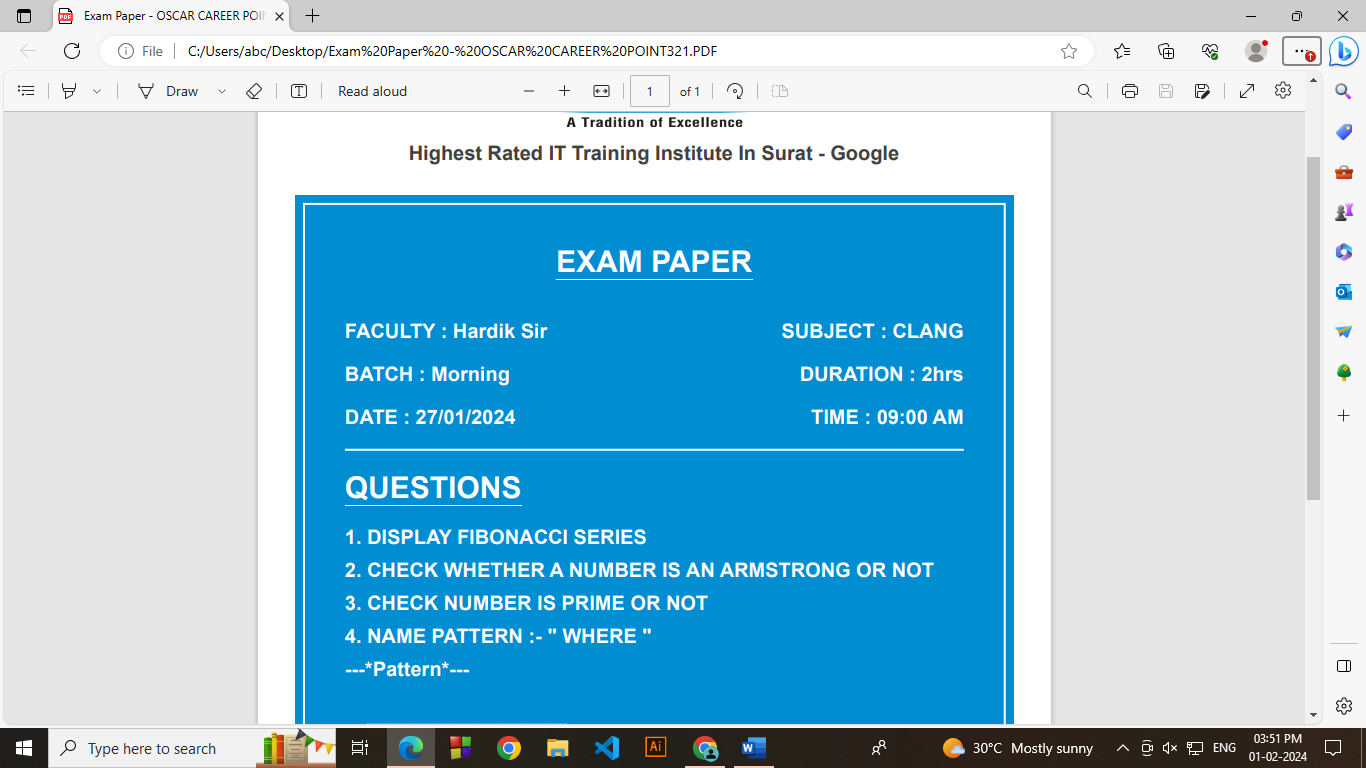 Exam Paper - OSCAR CAREER POIN
File
C:/Users/abc/Desktop/Exam%20Paper%20-%20OSCAR%20CAREER%20POINT321.PDF
Draw
Read aloud
1
of 1
A Tradition of Excellence
Highest Rated IT Training Institute In Surat - Google
EXAM PAPER
FACULTY : Hardik Sir
SUBJECT : CLANG
BATCH : Morning
DURATION : 2hrs
DATE : 27/01/2024
TIME : 09:00 AM
QUESTIONS
1. DISPLAY FIBONACCI SERIES
2. CHECK WHETHER A NUMBER IS AN ARMSTRONG OR NOT
3. CHECK NUMBER IS PRIME OR NOT
4. NAME PATTERN :- " WHERE "
---*Pattern*---
Type here to search
Ai
30°C Mostly sunny
ENG
03:51 PM
01-02-2024